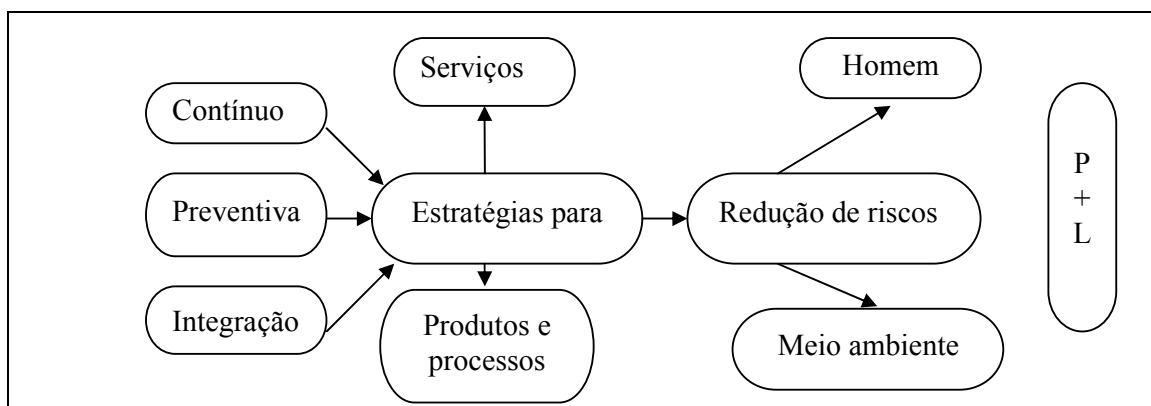 Serviços
Homem
Contínuo
Preventiva
Estratégias para
Redução de riscos
P
+
L
Integração
Produtos e
processos
Meio ambiente